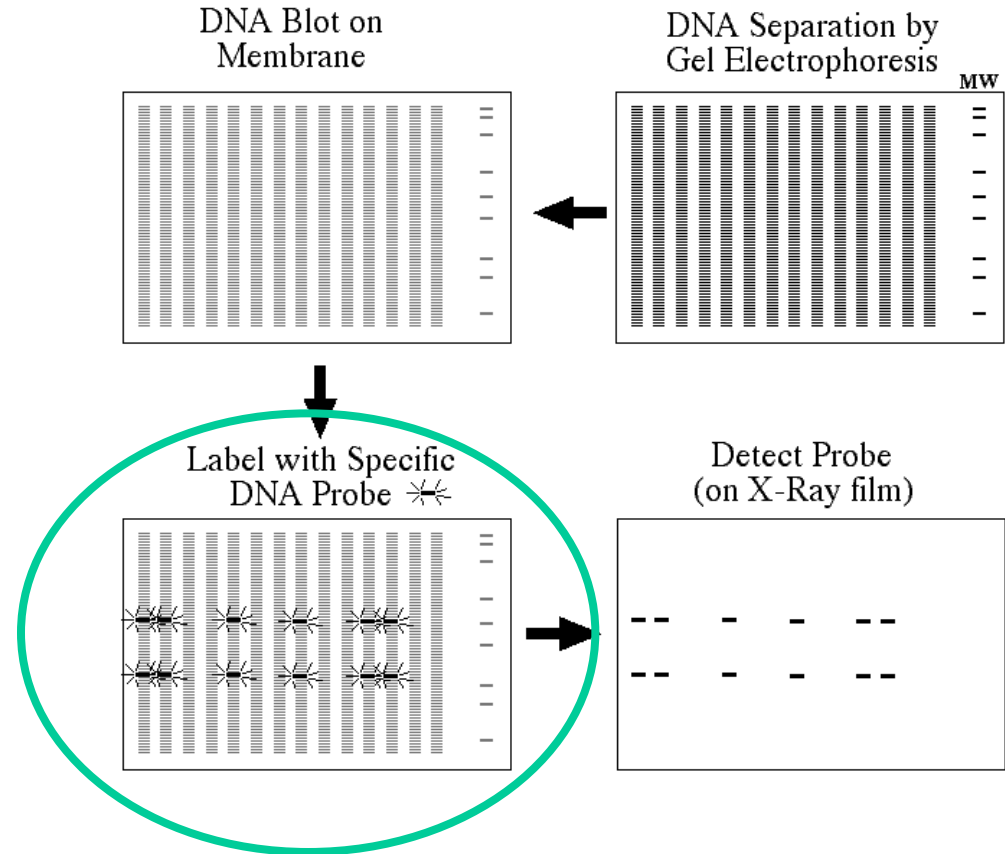 DNA Blot on
Membrane
DNA Separation by
Gel Electrophoresis
MW
Label with Specific
DNA Probe
Detect Probe
(on X-Ray film)